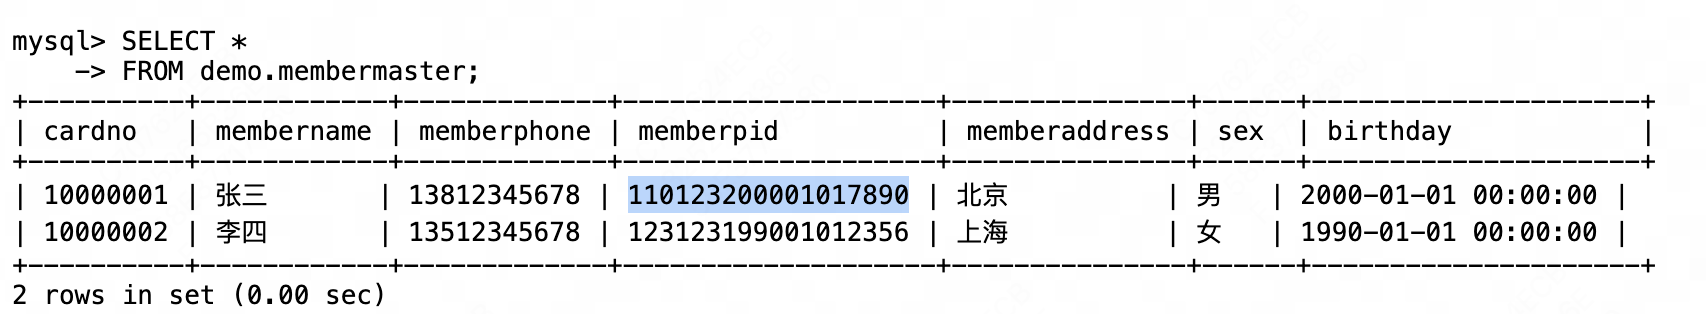 mysql> SELECT *
    -> FROM demo.membermaster;
+----------+------------+-------------+--------------------+---------------+------+---------------------+
| cardno   | membername | memberphone | memberpid          | memberaddress | sex  | birthday            |
+----------+------------+-------------+--------------------+---------------+------+---------------------+
| 10000001 | 张三       | 13812345678 | 110123200001017890 | 北京          | 男   | 2000-01-01 00:00:00 |
| 10000002 | 李四       | 13512345678 | 123123199001012356 | 上海          | 女   | 1990-01-01 00:00:00 |
+----------+------------+-------------+--------------------+---------------+------+---------------------+
2 rows in set (0.00 sec)